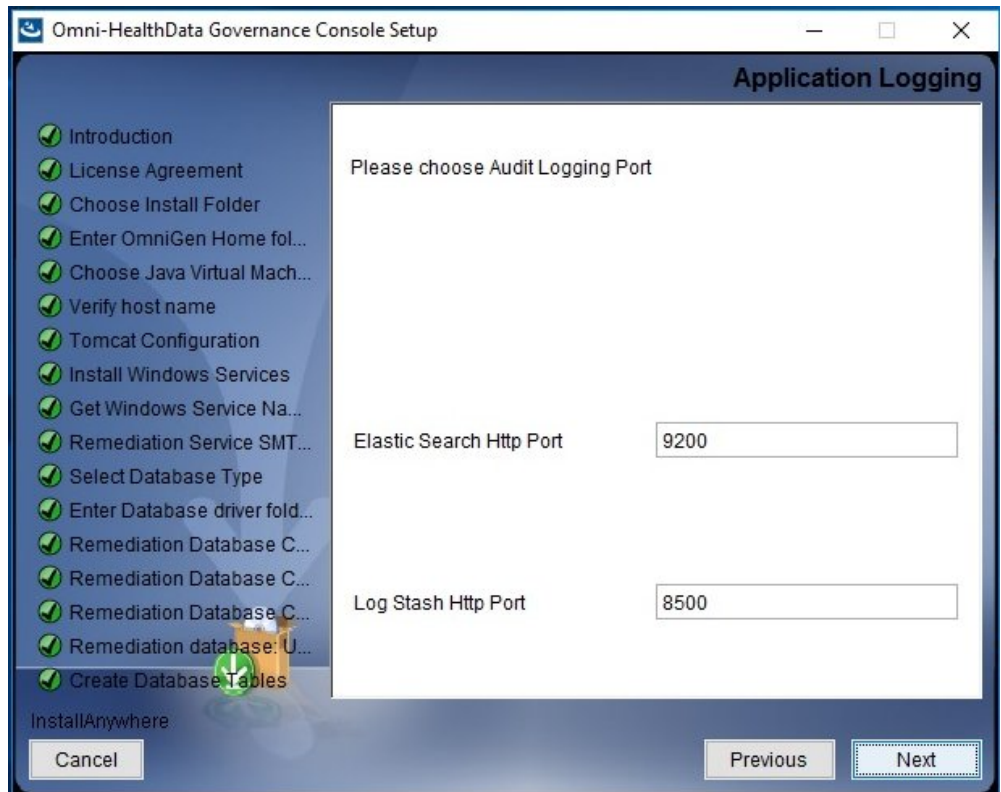 Omni-HealthData Governance Console Setup
Application Logging
Introduction
License Agreement
Choose Install Folder
Enter OmniGen Home fol...
Choose Java Virtual Mach...
Verify host name
Tomcat Configuration
Install Windows Services
Get Windows Service Na...
Remediation Service SMT...
Select Database Type
Enter Database driver fold...
Remediation Database C...
Remediation Database C...
Remediation Database C...
Remediation database: U...
Create Database Tables
Please choose Audit Logging Port
Elastic Search Http Port 9200
Log Stash Http Port 8500
InstallAnywhere
Cancel Previous Next